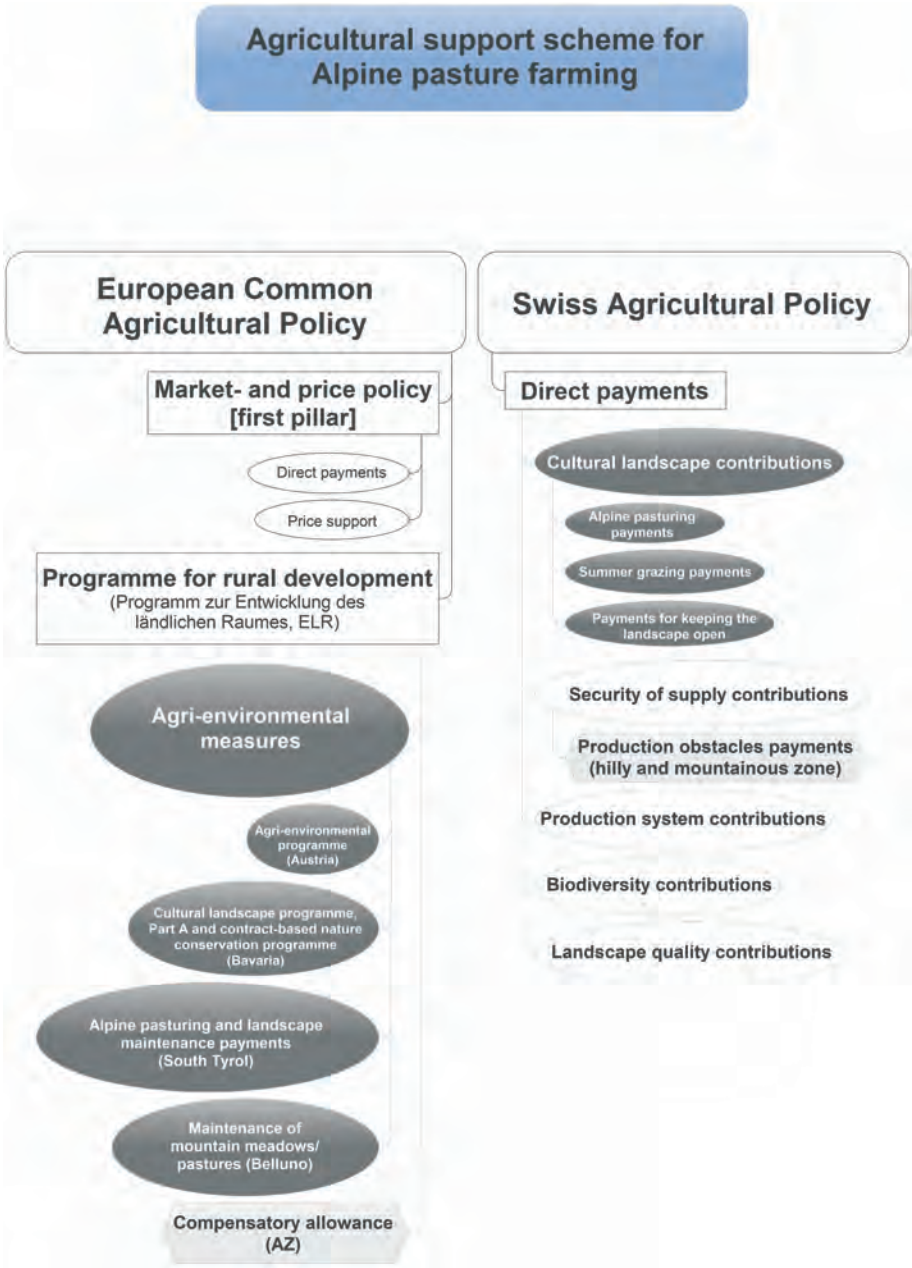 Agricultural support scheme for
Alpine pasture farming
European Common
Agricultural Policy
Market- and price policy
[first pillar]
Direct payments
Price support
Programme for rural development
(Programm zur Entwicklung des
ländlichen Raumes, ELR)
Agri-environmental
measures
Agri-environmental
programme
(Austria)
Cultural landscape programme,
Part A and contract-based nature
conservation programme
(Bavaria)
Alpine pasturing and landscape
maintenance payments
(South Tyrol)
Maintenance of
mountain meadows/
pastures (Belluno)
Compensatory allowance
(AZ)
Swiss Agricultural Policy
Direct payments
Cultural landscape contributions
Alpine pasturing
payments
Summer grazing payments
Payments for keeping the
landscape open
Security of supply contributions
Production obstacles payments
(hilly and mountainous zone)
Production system contributions
Biodiversity contributions
Landscape quality contributions